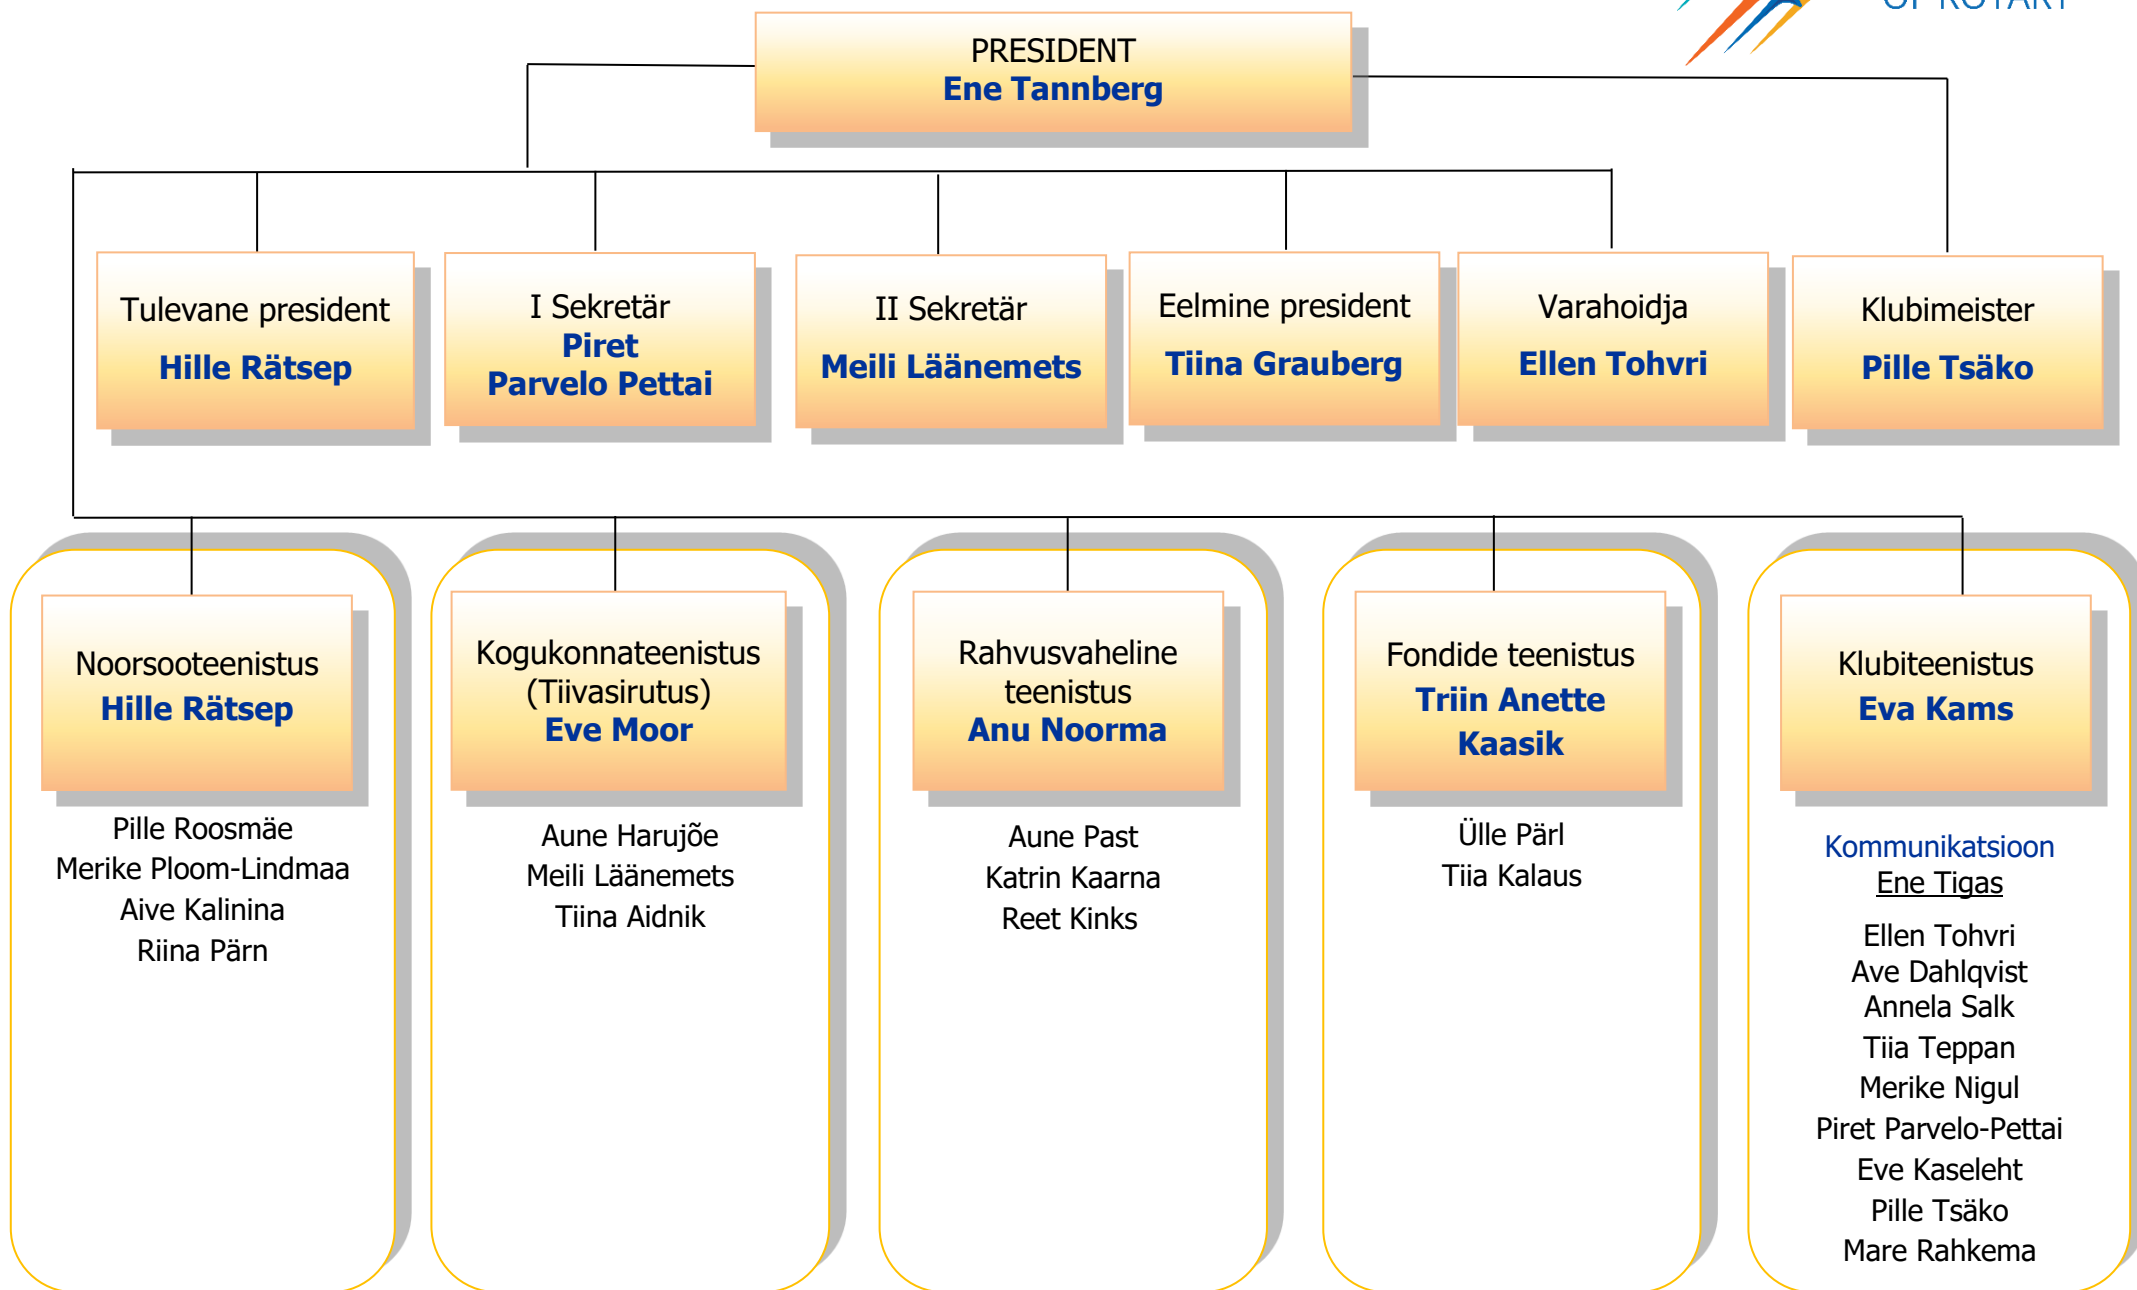 OF ROTARY
PRESIDENT
Ene Tannberg
Tulevane president
Hille Rätsep
I Sekretär
Piret
Parvelo Pettai
II Sekretär
Meili Läänemets
Eelmine president
Tiina Grauberg
Varahoidja
Ellen Tohvri
Klubimeister
Pille Tsäko
Noorsooteenistus
Hille Rätsep
Pille Roosmäe
Merike Ploom-Lindmaa
Aive Kalinina
Riina Pärn
Kogukonnateenistus
(Tiivasirutus)
Eve Moor
Aune Harujõe
Meili Läänemets
Tiina Aidnik
Rahvusvaheline
teenistus
Anu Noorma
Aune Past
Katrin Kaarna
Reet Kinks
Fondide teenistus
Triin Anette
Kaasik
Ülle Pärl
Tiia Kalaus
Klubiteenistus
Eva Kams
Kommunikatsioon
Ene Tigas
Ellen Tohvri
Ave Dahlqvist
Annela Salk
Tiia Teppan
Merike Nigul
Piret Parvelo-Pettai
Eve Kaseleht
Pille Tsäko
Mare Rahkema